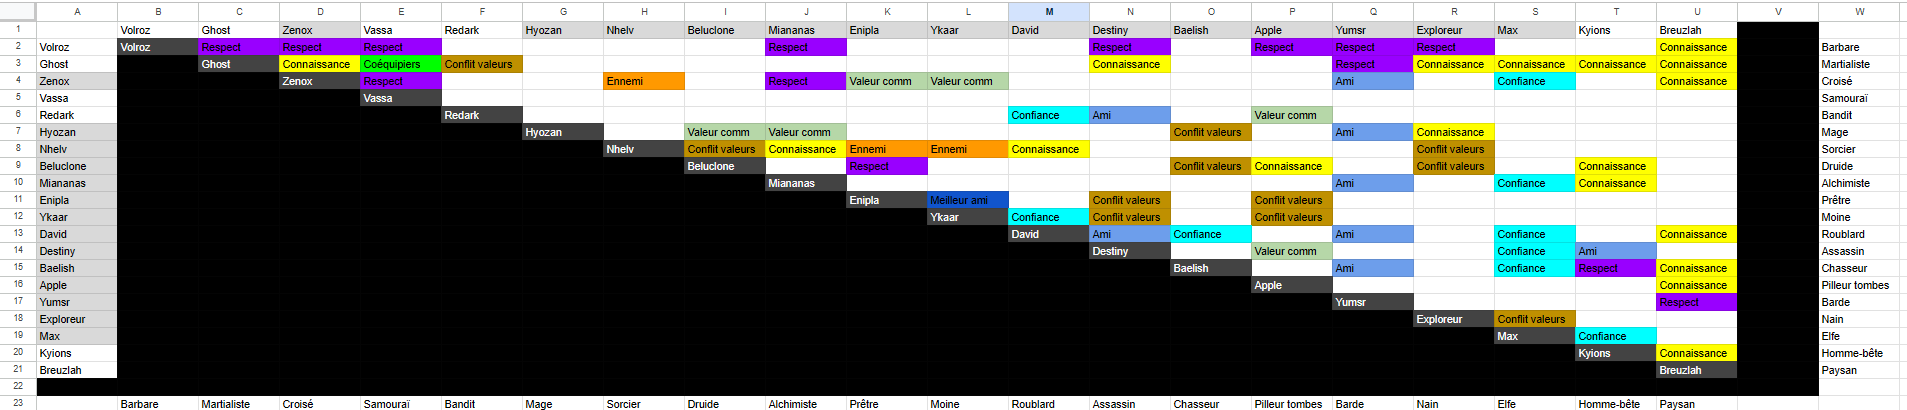 A B C D E F G H I J K L M N O P Q R S T U V W
1 Volroz Ghost Zenox Vassa Redark Hyozan Nhelv Beluclone Miananas Enipla Ykaar David Destiny Baelish Apple Yumsr Exploreur Max Kyions Breuzlah
2 Volroz Volroz Respect Respect Respect Respect Respect Respect Respect Respect Connaissance Barbare
3 Ghost Ghost Connaissance Coéquipiers Conflit valeurs Connaissance Respect Connaissance Connaissance Connaissance Connaissance Martialiste
4 Zenox Zenox Respect Ennemi Respect Valeur comm Valeur comm Ami Confiance Connaissance Croisé
5 Vassa Vassa Samouraï
6 Redark Redark Confiance Ami Valeur comm Bandit
7 Hyozan Hyozan Valeur comm Valeur comm Conflit valeurs Ami Connaissance Mage
8 Nhelv Nhelv Conflit valeurs Connaissance Ennemi Ennemi Connaissance Conflit valeurs Sorcier
9 Beluclone Beluclone Respect Conflit valeurs Connaissance Conflit valeurs Connaissance Druide
10 Miananas Miananas Ami Confiance Connaissance Alchimiste
11 Enipla Enipla Meilleur ami Conflit valeurs Conflit valeurs Prêtre
12 Ykaar Ykaar Confiance Conflit valeurs Conflit valeurs Moine
13 David David Ami Confiance Ami Confiance Connaissance Roublard
14 Destiny Destiny Valeur comm Confiance Ami Assassin
15 Baelish Baelish Ami Confiance Respect Connaissance Chasseur
16 Apple Apple Connaissance Pilleur tombes
17 Yumsr Yumsr Respect Barde
18 Exploreur Exploreur Conflit valeurs Nain
19 Max Max Confiance Elfe
20 Kyions Kyions Connaissance Homme-bête
21 Breuzlah Breuzlah Paysan
22
23 Barbare Martialiste Croisé Samouraï Bandit Mage Sorcier Druide Alchimiste Prêtre Moine Roublard Assassin Chasseur Pilleur tombes Barde Nain Elfe Homme-bête Paysan